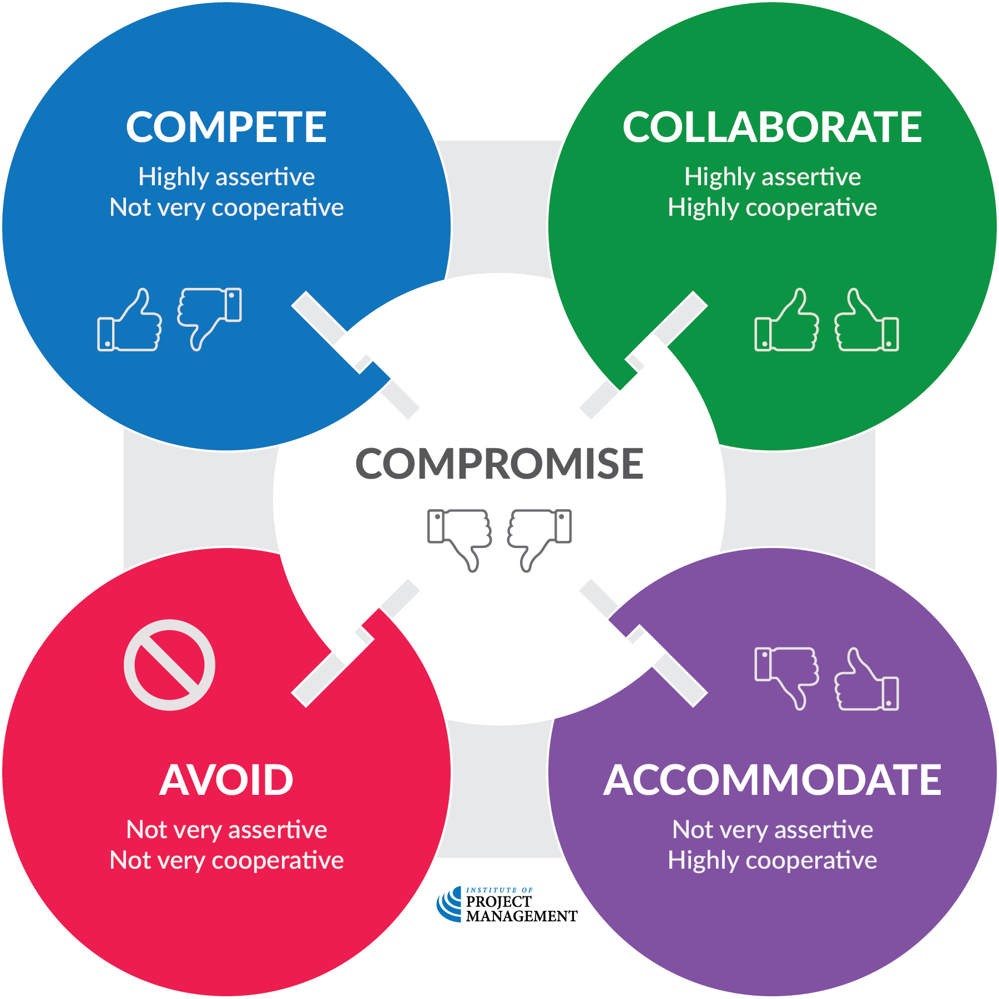 COMPETE
Highly assertive
Not very cooperative
COLLABORATE
Highly assertive
Highly cooperative
COMPROMISE
AVOID
Not very assertive
Not very cooperative
ACCOMMODATE
Not very assertive
Highly cooperative
INSTITUTE OF
PROJECT
MANAGEMENT